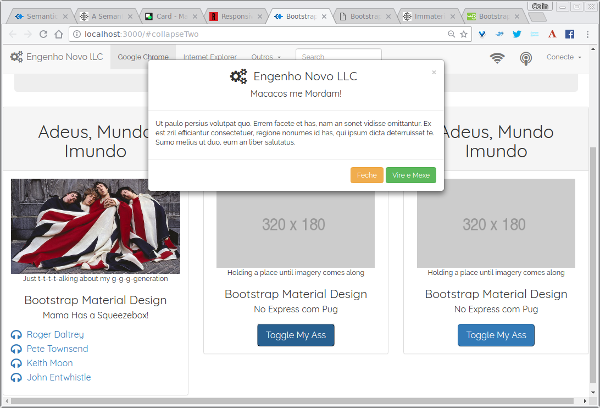 Colin
Semantic
A Seman
Card - Ma
Respons
Bootstrap
Bootstrap
Immateri
Bootstrap
localhost:3000/#collapseTwo
Engenho Novo LLC
Google Chrome
Internet Explorer
Outros
Search
Conecte
Engenho Novo LLC
×
Macacos me Mordam!
Ut paulo persius volutpat quo. Errem facete et has, nam an sonet vidisse omittantur. Ex
est zril efficiantur consectetuer, regione nonumes id has, qui ipsum dicta deterruisset te.
Sumo melius ut duo, eum an liber salutatus.
Feche
Vire e Mexe
Adeus, Mundo
Imundo
Just t-t-t-t-alking about my g-g-g-generation
Bootstrap Material Design
Mama Has a Squeezebox!
Roger Daltrey
Pete Townsend
Keith Moon
John Entwhistle
320 x 180
Holding a place until imagery comes along
Bootstrap Material Design
No Express com Pug
Toggle My Ass
Mundo
Imundo
320 x 180
Holding a place until imagery comes along
Bootstrap Material Design
No Express com Pug
Toggle My Ass